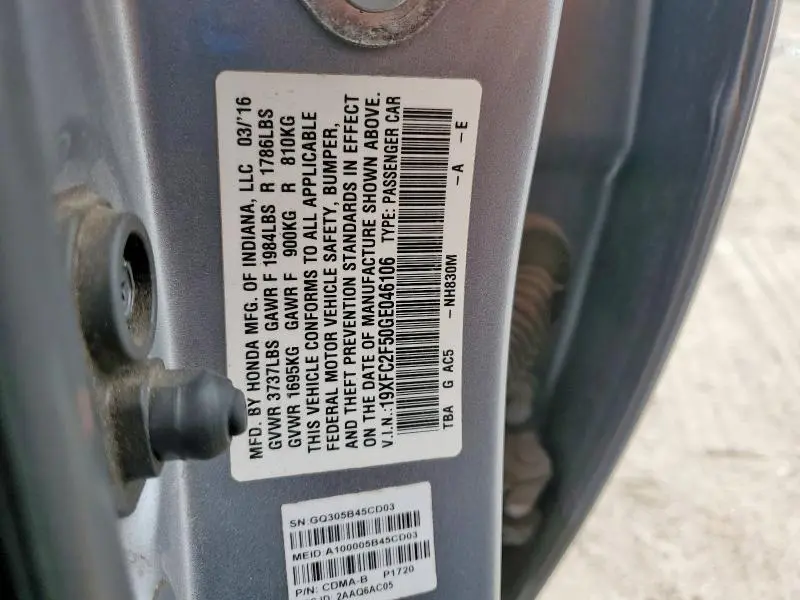 MFD. BY HONDA MFG. OF INDIANA, LLC 03/'16
GVWR 3737LBS GAWR F 1984LBS R 1786LBS
GVWR 1695KG GAWR F 900KG R 810KG
THIS VEHICLE CONFORMS TO ALL APPLICABLE
FEDERAL MOTOR VEHICLE SAFETY, BUMPER,
AND THEFT PREVENTION STANDARDS IN EFFECT
ON THE DATE OF MANUFACTURE SHOWN ABOVE.
V.I.N.:19XFC2F50GE046106 TYPE: PASSENGER CAR
TBA G AC5 -NH830M -A -E
SN:GQ305B45CD03
MEID:A100005B45CD03
P/N: CDMA-B P1720
ID: 2AAQ6AC05